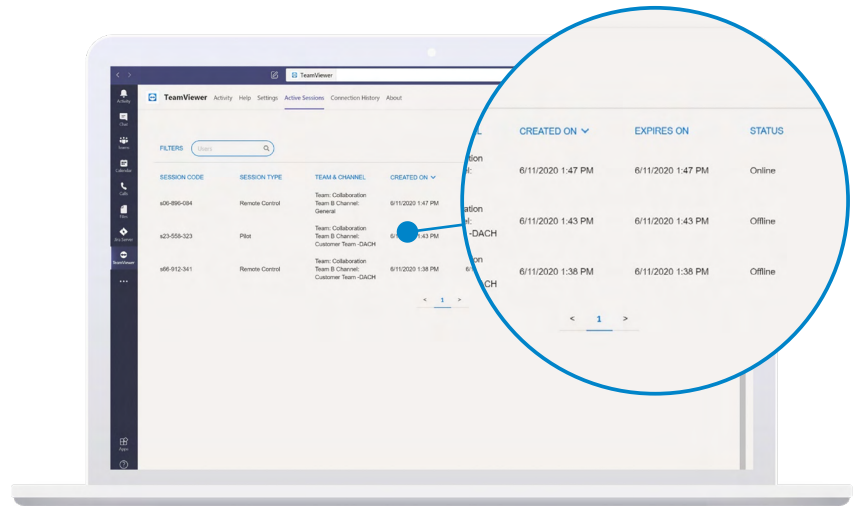 TeamViewer
Activity
TeamViewer Activity Help Settings Active Sessions Connection History About
Chat
Teams
Calendar
Calls
Files
TeamViewer
Apps
FILTERS Users
SESSION CODE SESSION TYPE TEAM & CHANNEL CREATED ON
s06-896-084 Remote Control Team: Collaboration Team B Channel: General 6/11/2020 1:47 PM
s23-558-323 Pilot Team: Collaboration Team B Channel: Customer Team -DACH 1:43 PM
s66-912-341 Remote Control Team: Collaboration Team B Channel: Customer Team -DACH 6/11/2020 1:38 PM
< 1 >
CREATED ON EXPIRES ON STATUS
6/11/2020 1:47 PM 6/11/2020 1:47 PM Online
6/11/2020 1:43 PM 6/11/2020 1:43 PM Offline
-DACH
6/11/2020 1:38 PM 6/11/2020 1:38 PM Offline
< 1 >